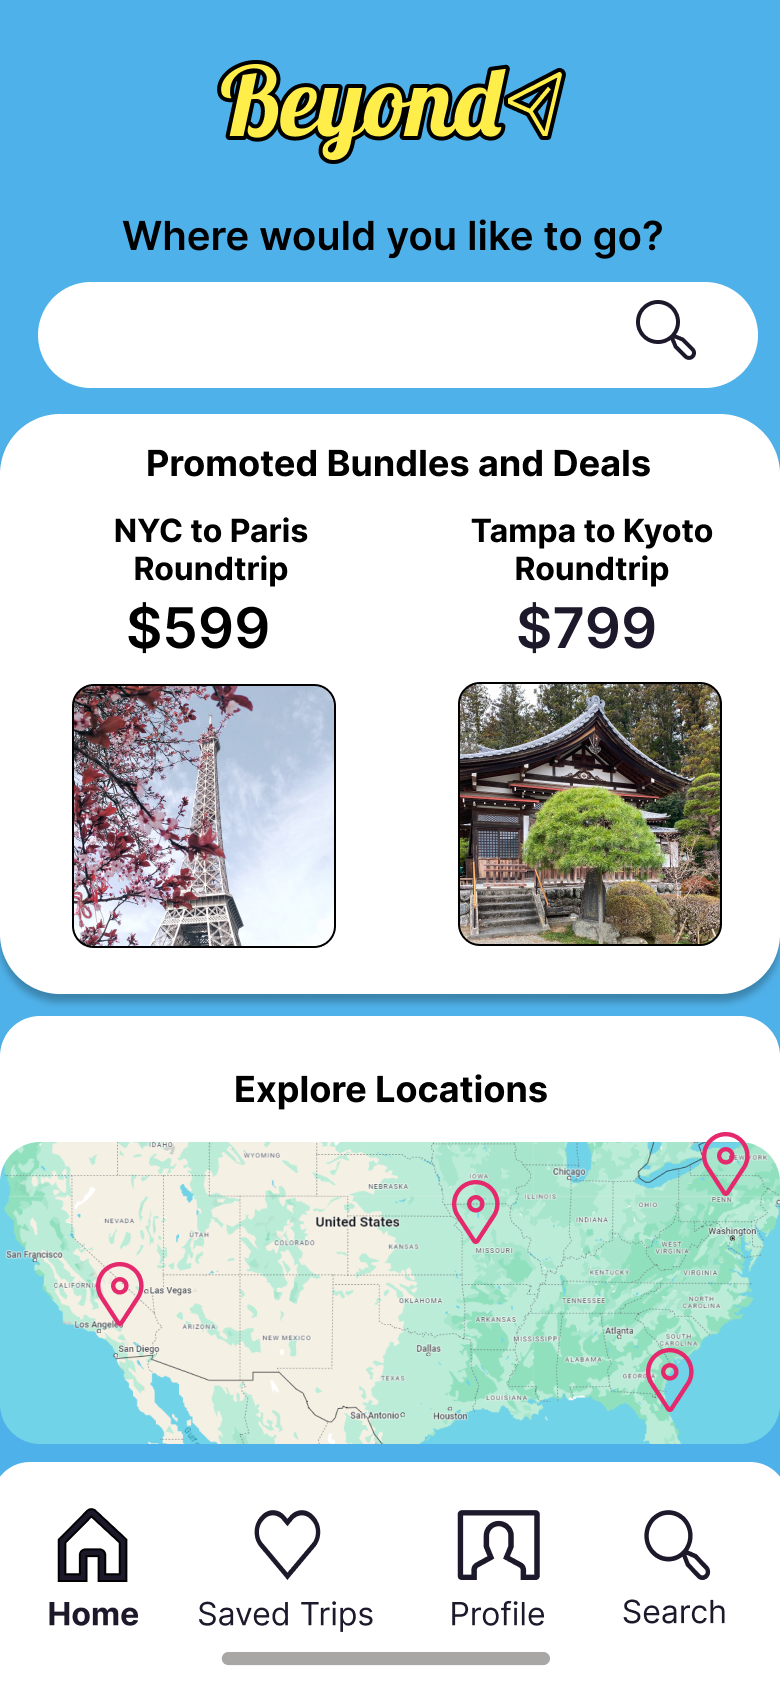 Beyond
Where would you like to go?
Promoted Bundles and Deals
NYC to Paris
Roundtrip
$599
Tampa to Kyoto
Roundtrip
$799
Explore Locations
IDAHO
WYOMING
IOWA
Chicago
NEBRASKA
ILLINOIS
OHIO
PENN
NEVADA
United States
INDIANA
UTAH
COLORADO
KANSAS
MISSOURI
WEST
VIRGINIA
Washington
San Francisco
CALIFORNI
Las Vegas
KENTUCKY
VIRGINIA
OKLAHOMA
TENNESSEE
NORTH
CAROLINA
Los Angeles
ARIZONA
NEW MEXICO
ARKANSAS
Atlanta
SOUTH
CAROLINA
MISSISSIPPI
San Diego
Dallas
ALABAMA
GEORG
TEXAS
LOUISIANA
San Antonio
Houston
Home
Saved Trips
Profile
Search